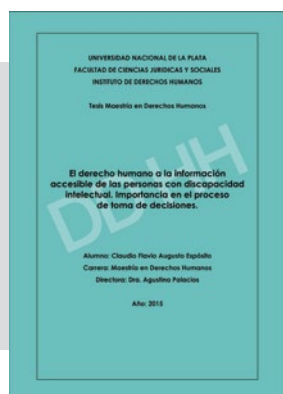 UNIVERSIDAD NACIONAL DE LA PLATA
FACULTAD DE CIENCIAS JURIDICAS Y SOCIALES
INSTITUTO DE DERECHOS HUMANOS
Tesis Maestría en Derechos Humanos
DDHH
El derecho humano a la información
accesible de las personas con discapacidad
intelectual. Importancia en el proceso
de toma de decisiones.
Alumno: Claudio Flavio Augusto Espósito
Carrera: Maestría en Derechos Humanos
Directora: Dra. Agustina Palacios
Año: 2015